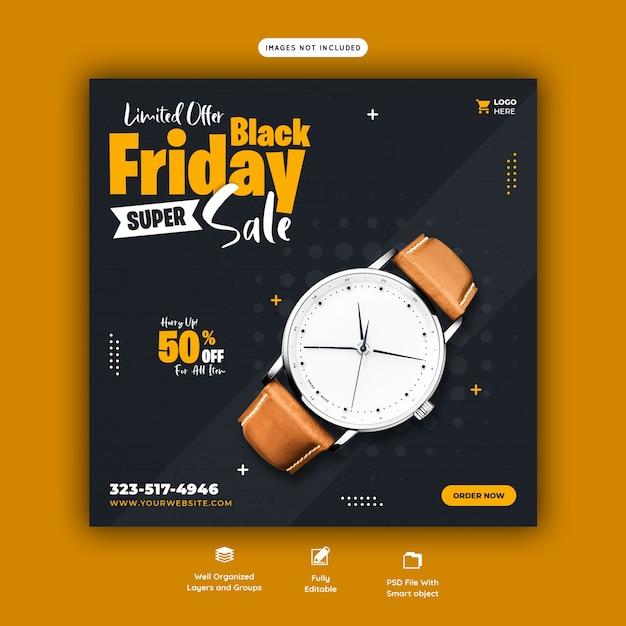 IMAGES NOT INCLUDED
LOGO
HERE
Limited Offer
Black
Friday
SUPER
Sale
Hurry Up!
50% OFF
For All Item
323-517-4946
WWW.YOURWEBSITE.COM
ORDER NOW
Well Organized
Layers and Groups
Fully
Editable
PSD File With
Smart object